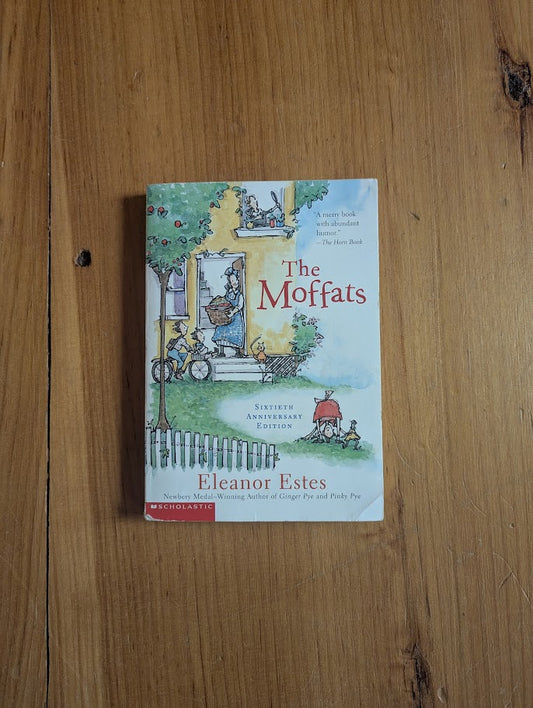 "A merry book
with abundant
humor."
—The Horn Book
The
Moffats
SIXTIETH
ANNIVERSARY
EDITION
Eleanor Estes
Newbery Medal–Winning Author of Ginger Pye and Pinky Pye
SCHOLASTIC